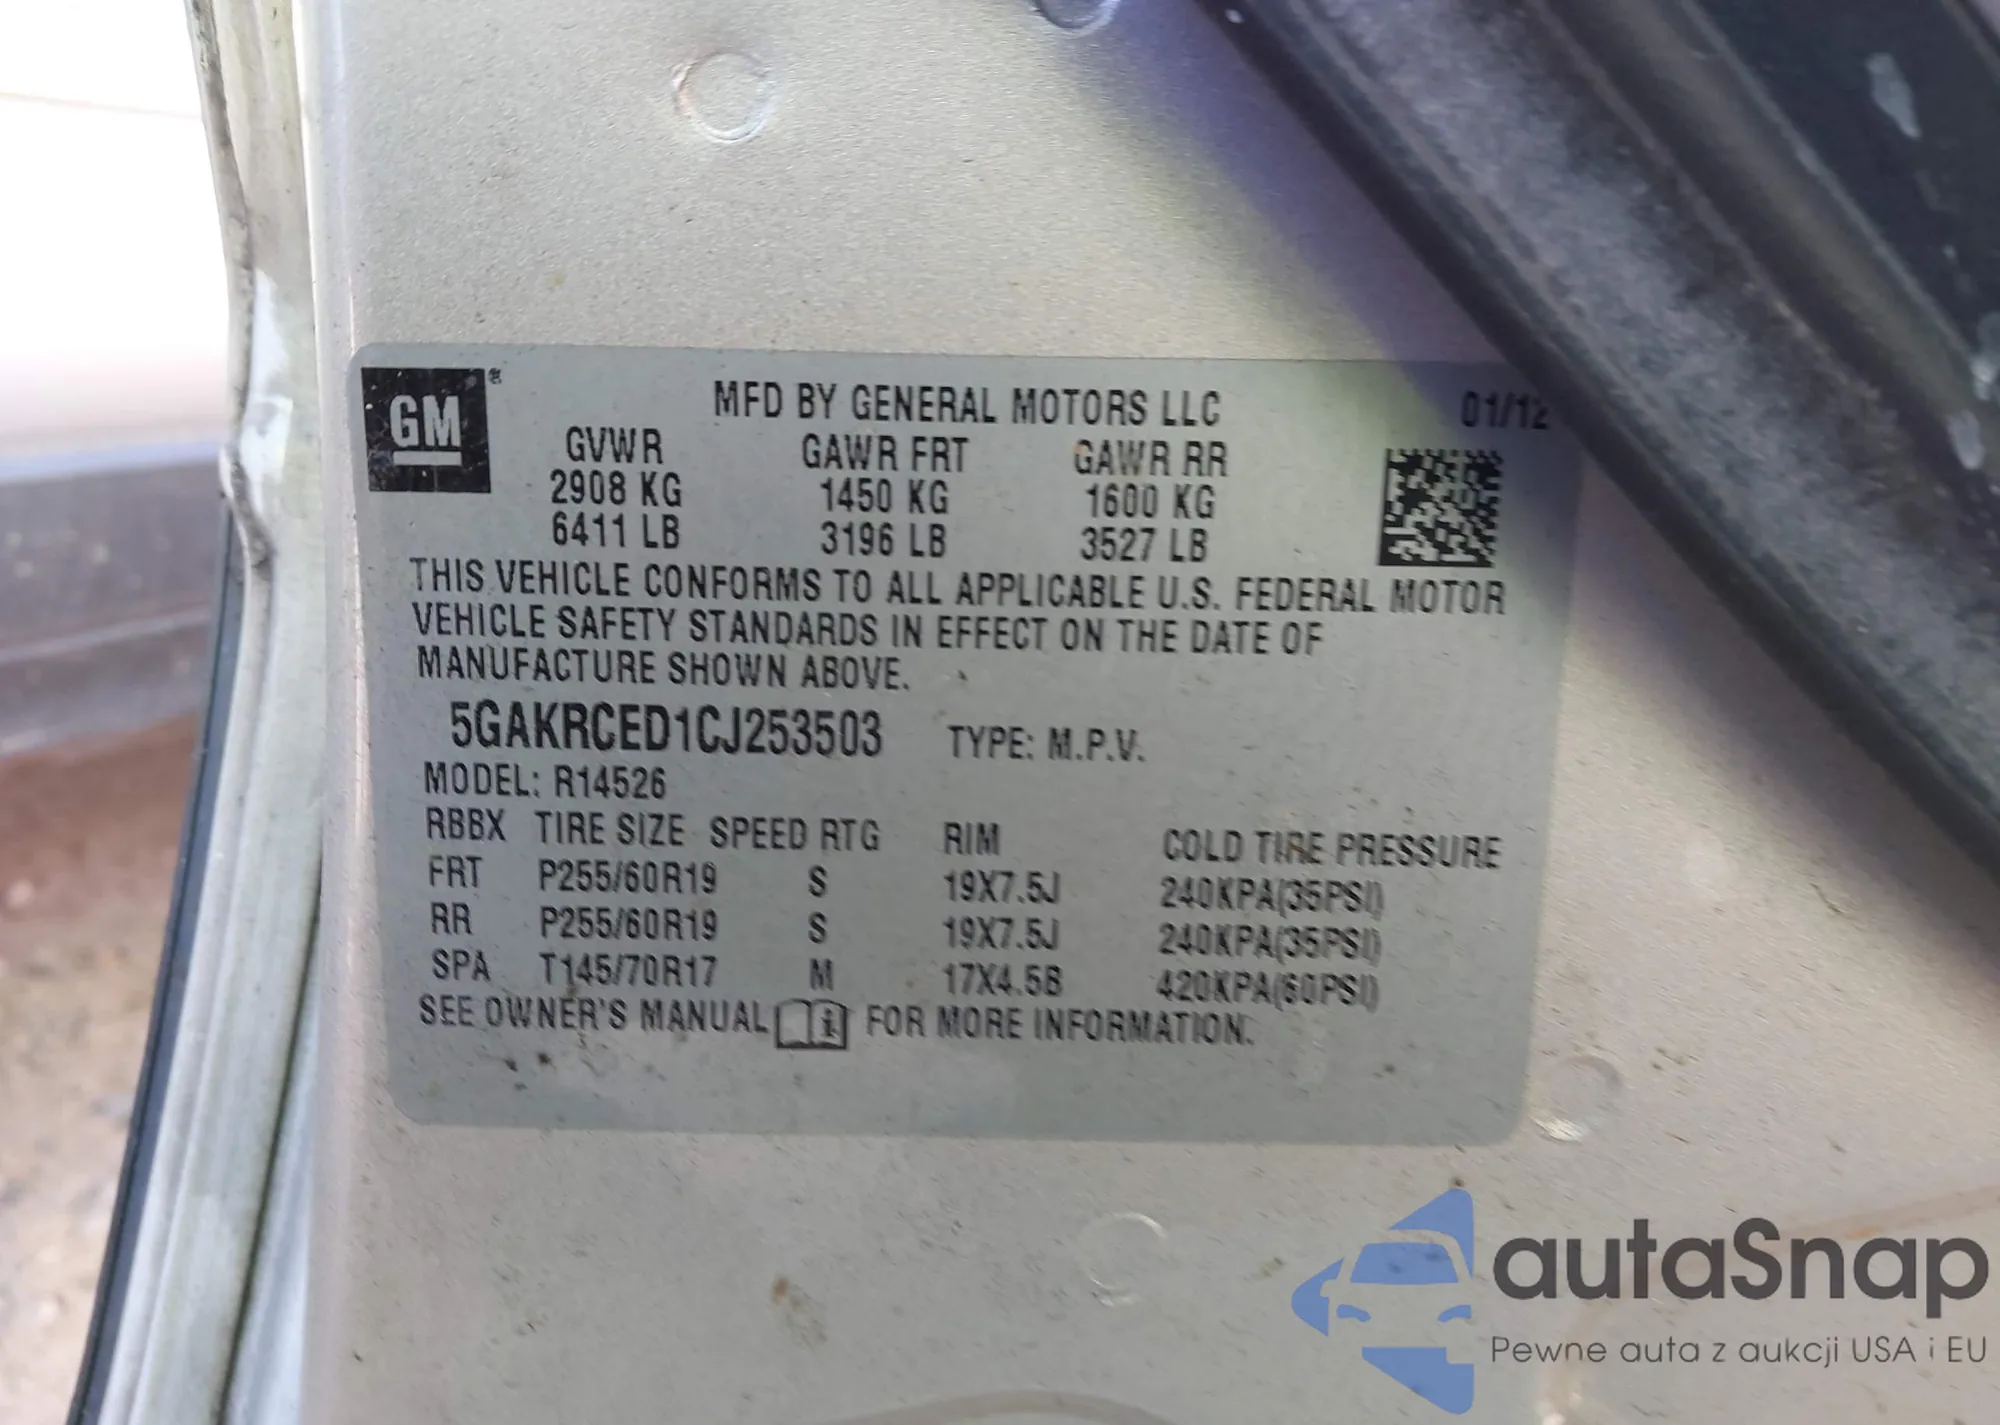 GM ®
MFD BY GENERAL MOTORS LLC 01/12
GVWR GAWR FRT GAWR RR
2908 KG 1450 KG 1600 KG
6411 LB 3196 LB 3527 LB
THIS VEHICLE CONFORMS TO ALL APPLICABLE U.S. FEDERAL MOTOR
VEHICLE SAFETY STANDARDS IN EFFECT ON THE DATE OF
MANUFACTURE SHOWN ABOVE.
5GAKRCED1CJ253503 TYPE: M.P.V.
MODEL: R14526
RBBX TIRE SIZE SPEED RTG RIM COLD TIRE PRESSURE
FRT P255/60R19 S 19X7.5J 240KPA(35PSI)
RR P255/60R19 S 19X7.5J 240KPA(35PSI)
SPA T145/70R17 M 17X4.5B 420KPA(60PSI)
SEE OWNER'S MANUAL i FOR MORE INFORMATION.
autaSnap
Pewne auta z aukcji USA i EU